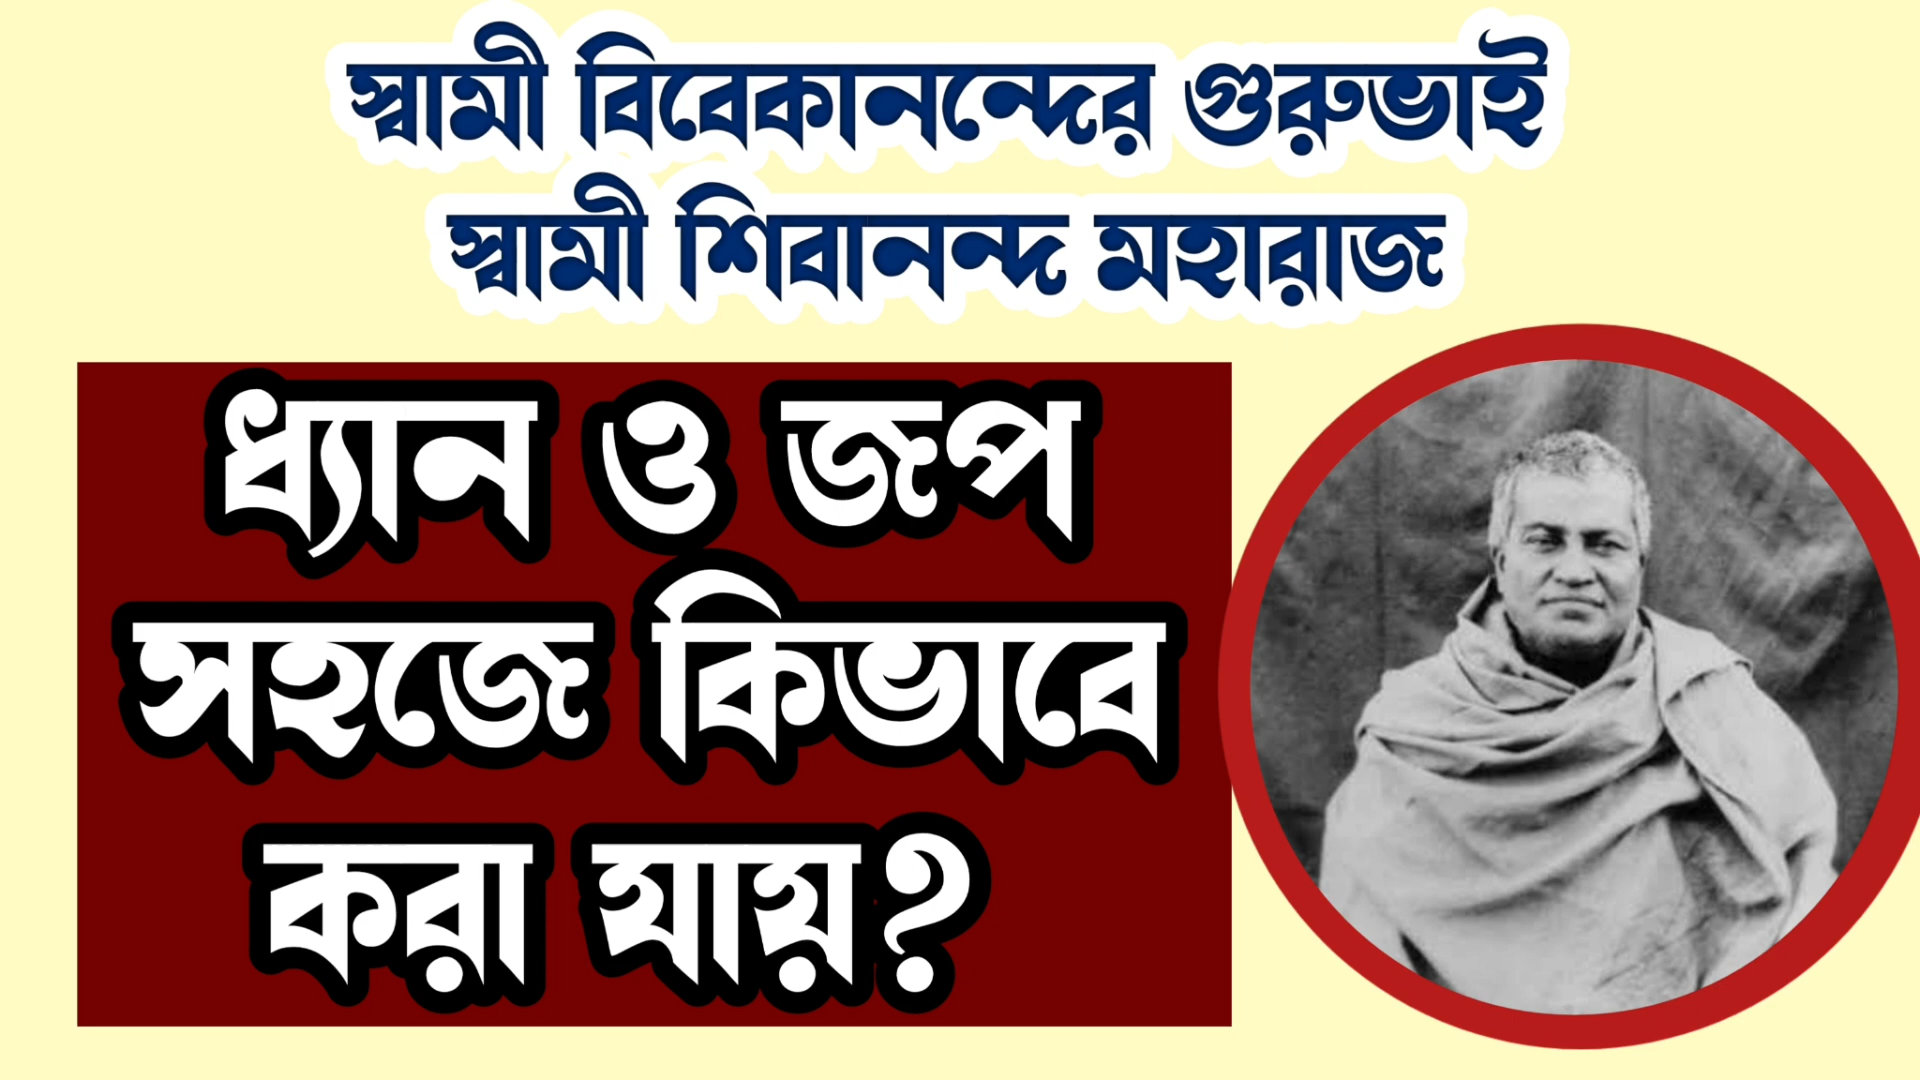 স্বামী বিবেকানন্দের গুরুভাই
স্বামী শিবানন্দ মহারাজ
ধ্যান ও জপ
সহজে কিভাবে
করা যায়?